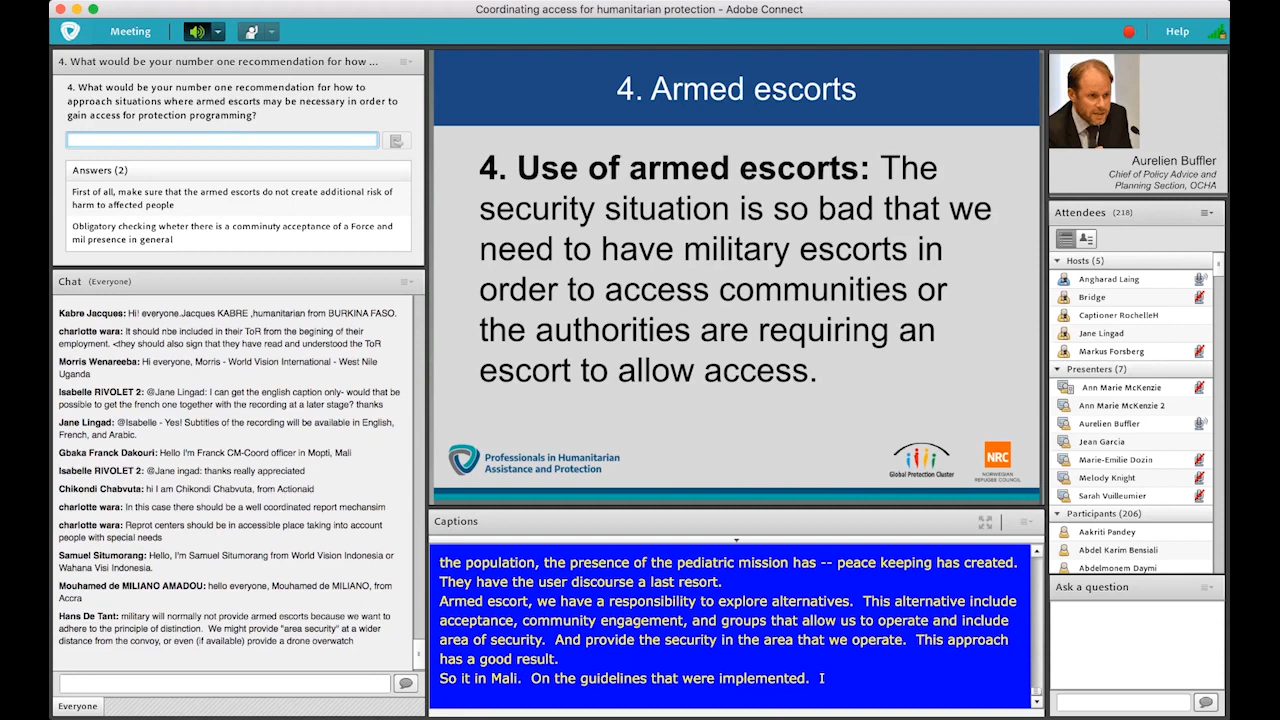 Coordinating access for humanitarian protection - Adobe Connect
Meeting
Help
4. What would be your number one recommendation for how ...
4. What would be your number one recommendation for how to
approach situations where armed escorts may be necessary in order to
gain access for protection programming?
Answers (2)
First of all, make sure that the armed escorts do not create additional risk of
harm to affected people
Obligatory checking wheter there is a comminuty acceptance of a Force and
mil presence in general
Chat (Everyone)
Kabre Jacques: Hi! everyone.Jacques KABRE ,humanitarian from BURKINA FASO.
charlotte wara: It should nbe included in their ToR from the begining of their
employment. <they should also sign that they have read and understood the ToR
Morris Wenareeba: Hi everyone, Morris - World Vision International - West Nile
Uganda
Isabelle RIVOLET 2: @Jane Lingad: I can get the english caption only- would that be
possible to get the french one together with the recording at a later stage? thanks
Jane Lingad: @Isabelle - Yes! Subtitles of the recording will be available in English,
French, and Arabic.
Gbaka Franck Dakouri: Hello I'm Franck CM-Coord officer in Mopti, Mali
Isabelle RIVOLET 2: @Jane ingad: thanks really appreciated
Chikondi Chabvuta: hi I am Chikondi Chabvuta, from Actionaid
charlotte wara: In this case there should be a well coordinated report mechansim
charlotte wara: Reprot centers should be in accessible place taking into account
people with special needs
Samuel Situmorang: Hello, I'm Samuel Situmorang from World Vision Indonesia or
Wahana Visi Indonesia.
Mouhamed de MILIANO AMADOU: hello everyone, Mouhamed de MILIANO, from
Accra
Hans De Tant: military will normally not provide armed escorts because we want to
adhere to the principle of distinction. We might provide "area security" at a wider
distance from the convoy, or even (if available) provide a drone overwatch
Everyone
4. Armed escorts
4. Use of armed escorts: The
security situation is so bad that we
need to have military escorts in
order to access communities or
the authorities are requiring an
escort to allow access.
Professionals in Humanitarian
Assistance and Protection
Global Protection Cluster
NRC
NORWEGIAN
REFUGEE COUNCIL
Captions
the population, the presence of the pediatric mission has -- peace keeping has created.
They have the user discourse a last resort.
Armed escort, we have a responsibility to explore alternatives. This alternative include
acceptance, community engagement, and groups that allow us to operate and include
area of security. And provide the security in the area that we operate. This approach
has a good result.
So it in Mali. On the guidelines that were implemented. I
Aurelien Buffler
Chief of Policy Advice and
Planning Section, OCHA
Attendees (218)
Hosts (5)
Angharad Laing
Bridge
Captioner RochelleH
Jane Lingad
Markus Forsberg
Presenters (7)
Ann Marie McKenzie
Ann Marie McKenzie 2
Aurelien Buffler
Jean Garcia
Marie-Emilie Dozin
Melody Knight
Sarah Vuilleumier
Participants (206)
Aakriti Pandey
Abdel Karim Bensiali
Abdelmonem Daymi
Ask a question